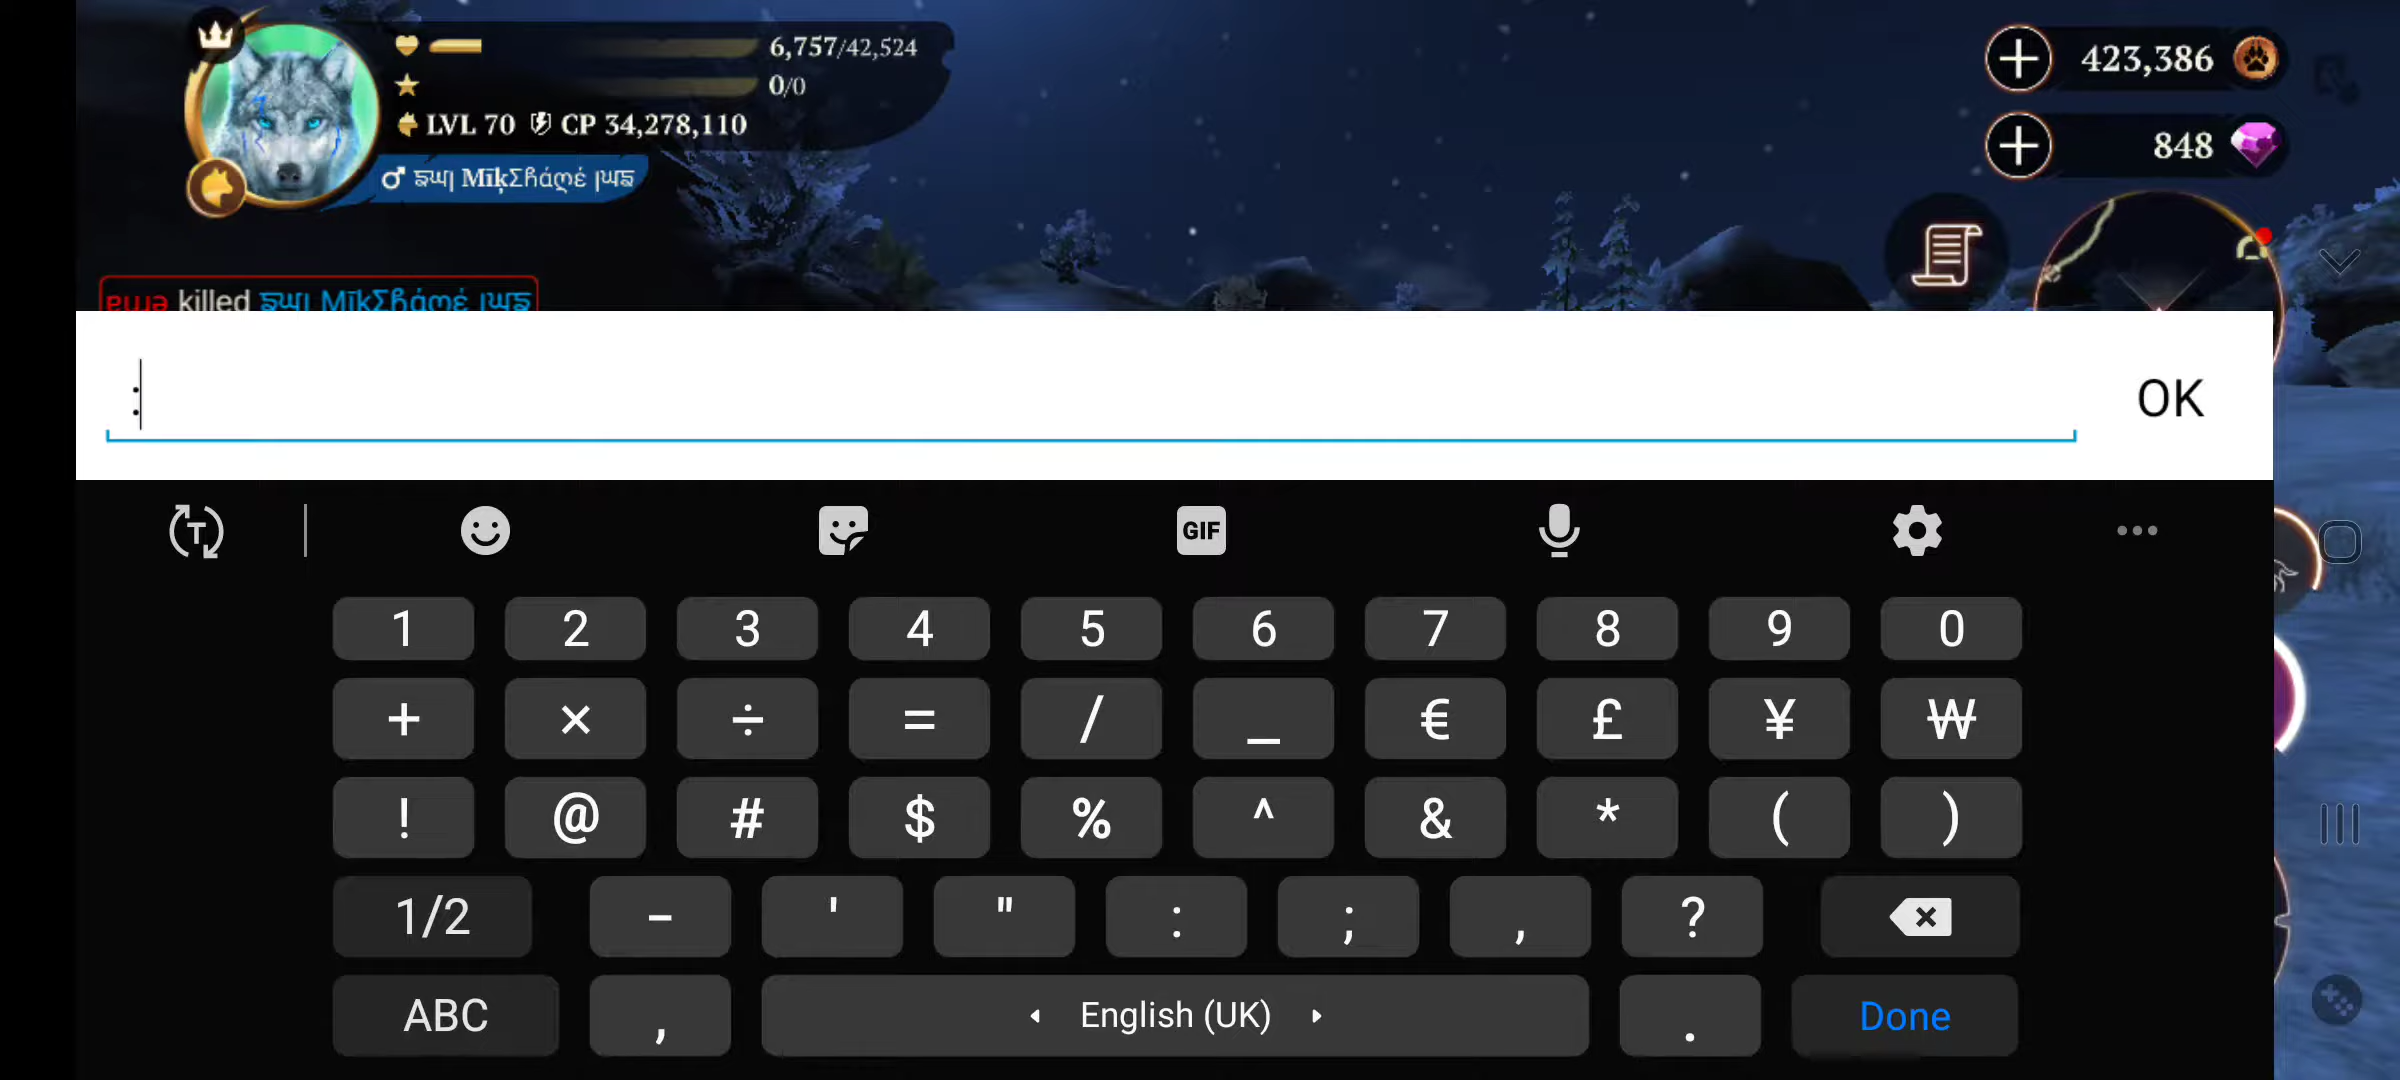 6,757/42,524
0/0
LVL 70 CP 34,278,110
423,386
848
killed
:
OK
T
GIF
1 2 3 4 5 6 7 8 9 0
+ × ÷ = / _ € £ ¥ ₩
! @ # $ % ^ & * ( )
1/2 - ' " : ; , ?
ABC , English (UK) . Done